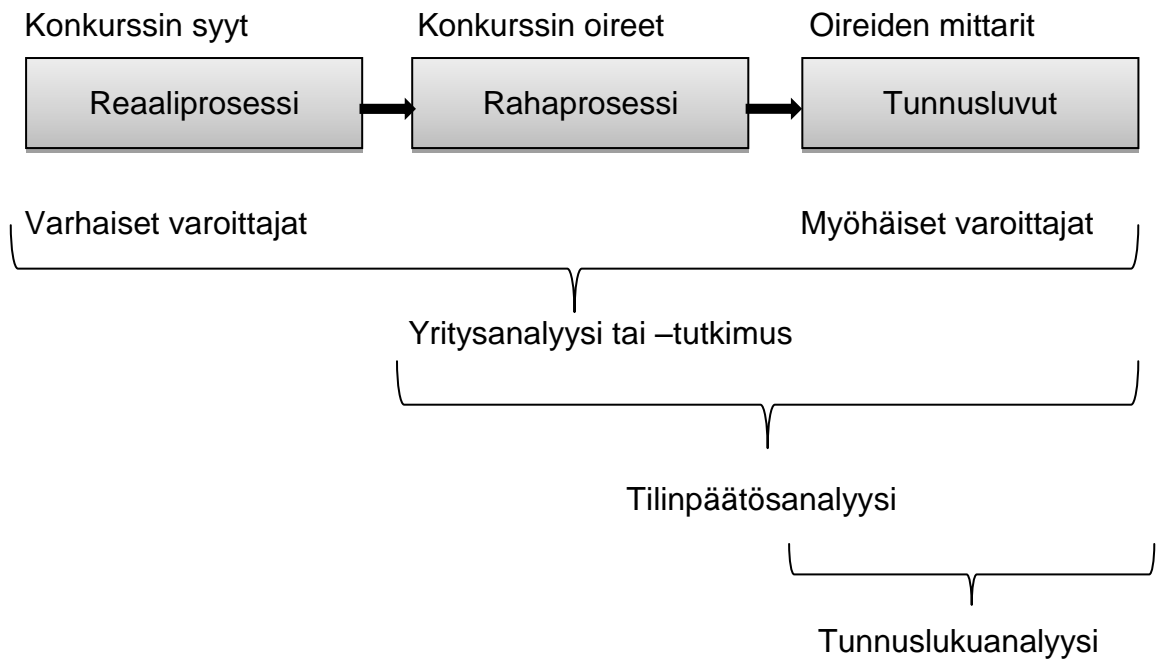 Konkurssin syyt Konkurssin oireet Oireiden mittarit
Reaaliprosessi Rahaprosessi Tunnusluvut
Varhaiset varoittajat Myöhäiset varoittajat
Yritysanalyysi tai –tutkimus
Tilinpäätösanalyysi
Tunnuslukuanalyysi